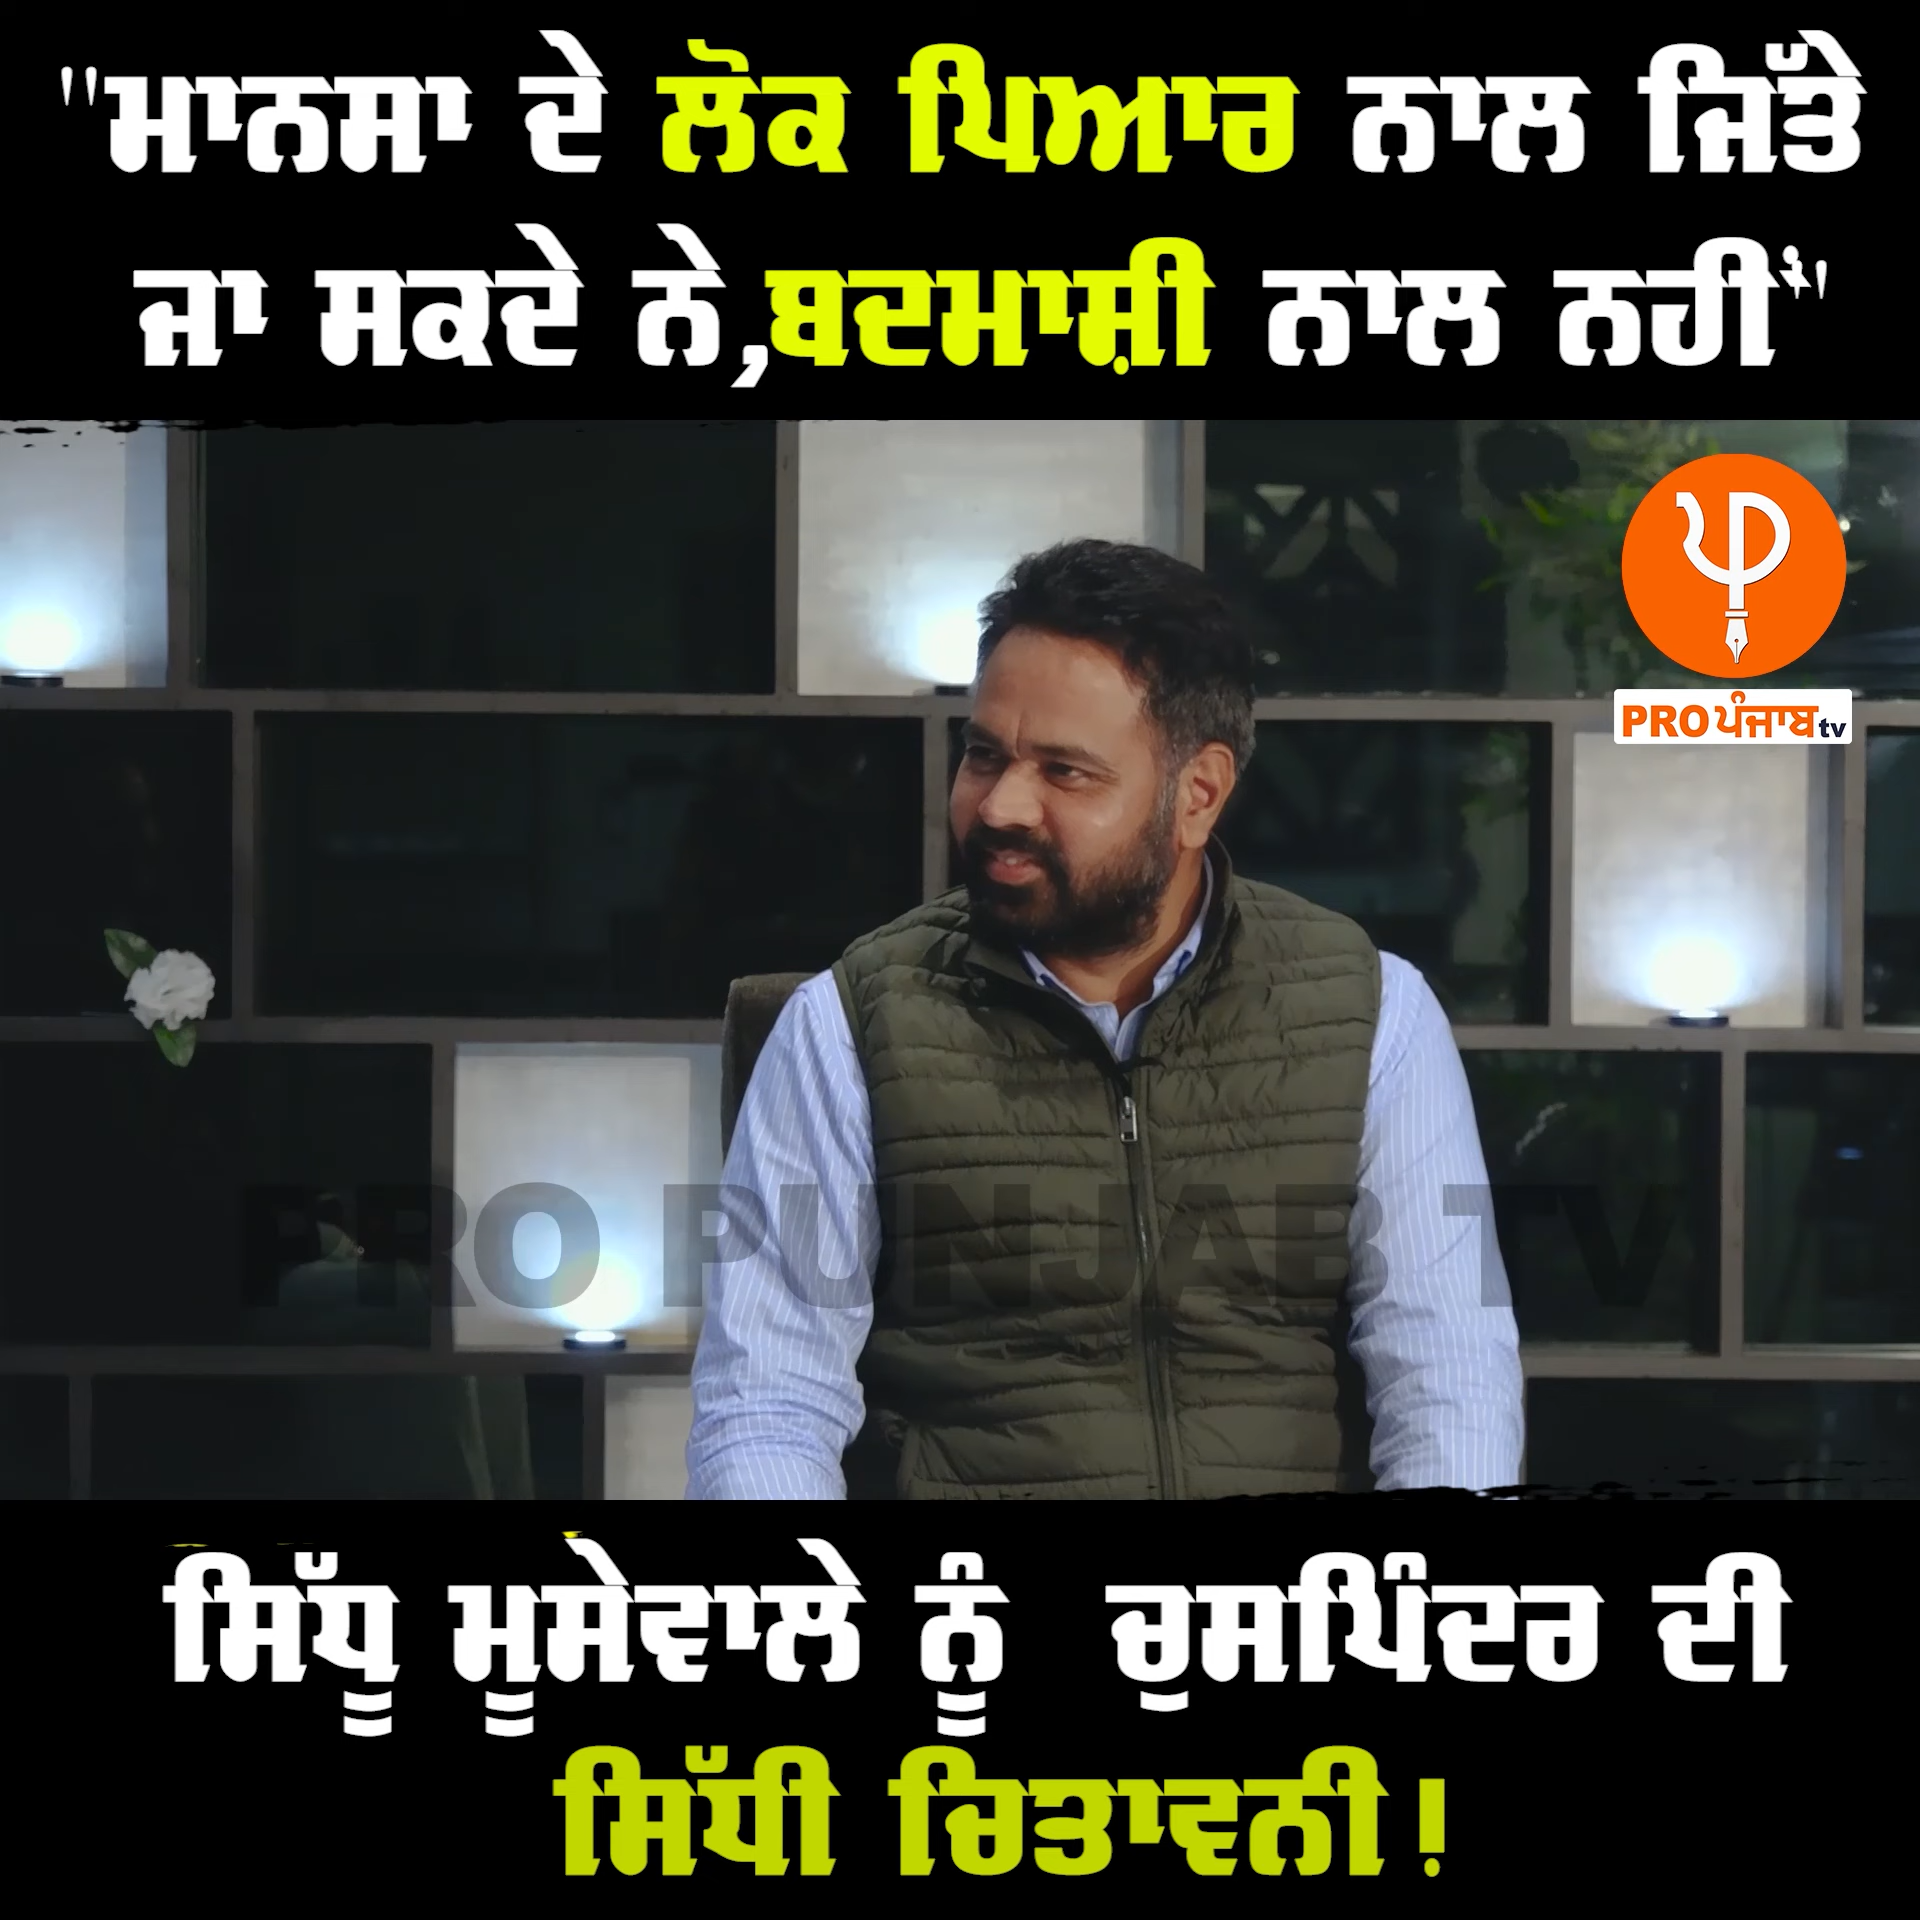 "ਮਾਨਸਾ ਦੇ ਲੋਕ ਪਿਆਰ ਨਾਲ ਜਿੱਤੇ
ਜਾ ਸਕਦੇ ਨੇ,ਬਦਮਾਸ਼ੀ ਨਾਲ ਨਹੀਂ"
PRO ਪੰਜਾਬ tv
PRO PUNJAB TV
ਸਿੱਧੂ ਮੂਸੇਵਾਲੇ ਨੂੰ ਚੁਸਪਿੰਦਰ ਦੀ
ਸਿੱਧੀ ਚਿਤਾਵਨੀ!